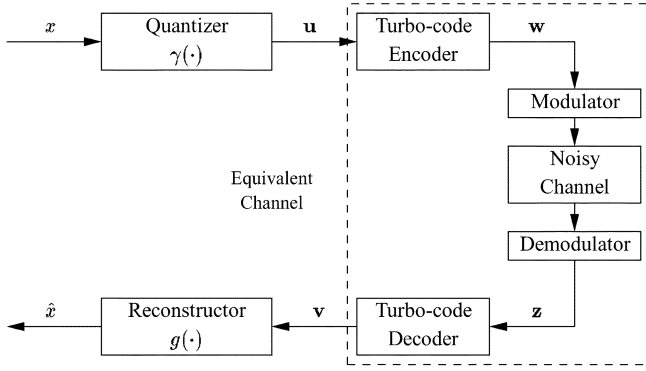 x
Quantizer
γ(·)
u
Turbo-code
Encoder
w
Modulator
Noisy
Channel
Equivalent
Channel
Demodulator
x̂
Reconstructor
g(·)
v
Turbo-code
Decoder
z